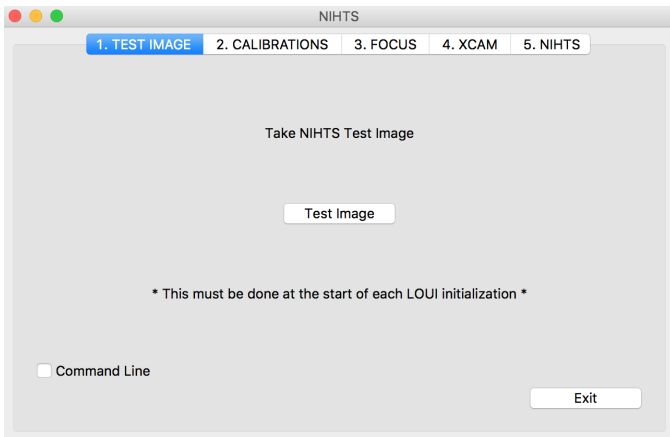 NIHTS
1. TEST IMAGE 2. CALIBRATIONS 3. FOCUS 4. XCAM 5. NIHTS
Take NIHTS Test Image
Test Image
* This must be done at the start of each LOUI initialization *
Command Line
Exit